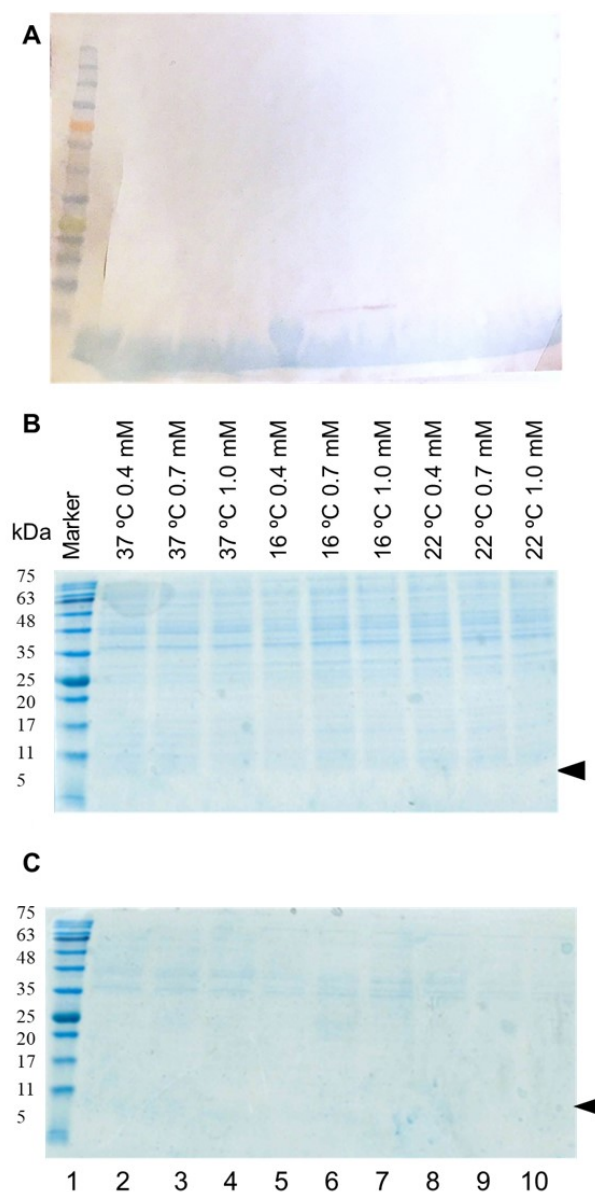 A
B
kDa
Marker
37 ºC 0.4 mM
37 ºC 0.7 mM
37 ºC 1.0 mM
16 ºC 0.4 mM
16 ºC 0.7 mM
16 ºC 1.0 mM
22 ºC 0.4 mM
22 ºC 0.7 mM
22 ºC 1.0 mM
75
63
48
35
25
20
17
11
5
C
75
63
48
35
25
20
17
11
5
1 2 3 4 5 6 7 8 9 10